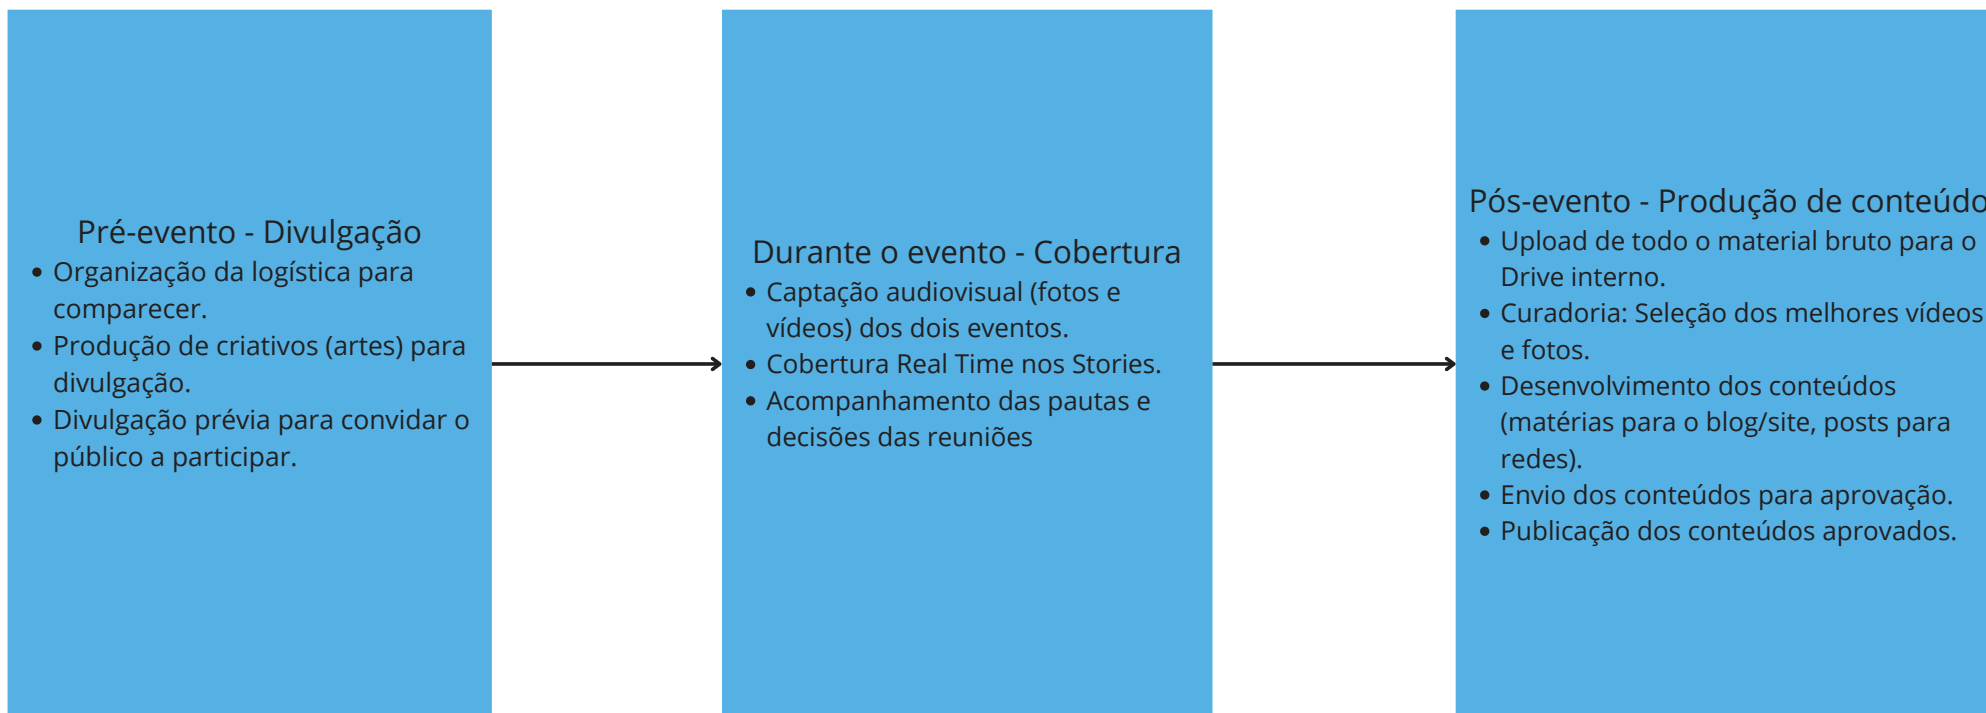 Pré-evento - Divulgação
• Organização da logística para
comparecer.
• Produção de criativos (artes) para
divulgação.
• Divulgação prévia para convidar o
público a participar.
Durante o evento - Cobertura
• Captação audiovisual (fotos e
vídeos) dos dois eventos.
• Cobertura Real Time nos Stories.
• Acompanhamento das pautas e
decisões das reuniões
Pós-evento - Produção de conteúdo
• Upload de todo o material bruto para o
Drive interno.
• Curadoria: Seleção dos melhores vídeos
e fotos.
• Desenvolvimento dos conteúdos
(matérias para o blog/site, posts para
redes).
• Envio dos conteúdos para aprovação.
• Publicação dos conteúdos aprovados.